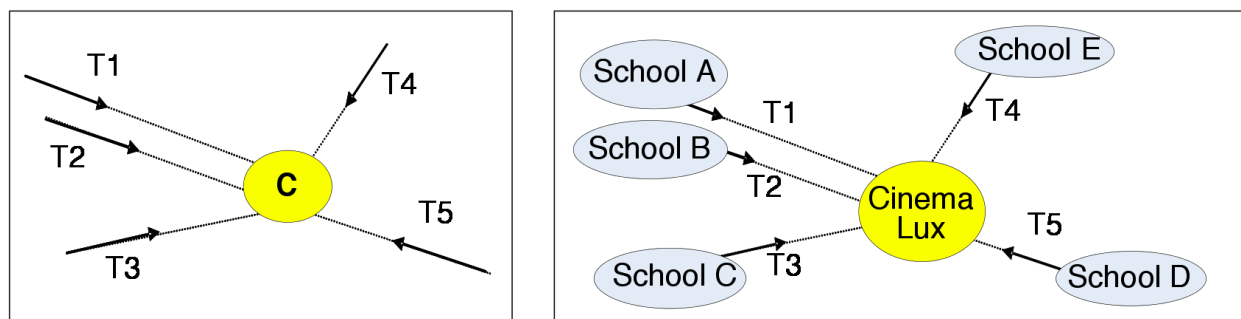 T1
T4
T2
C
T5
T3
School E
School A
T1
T4
School B
T2
Cinema
Lux
T5
School C
T3
School D